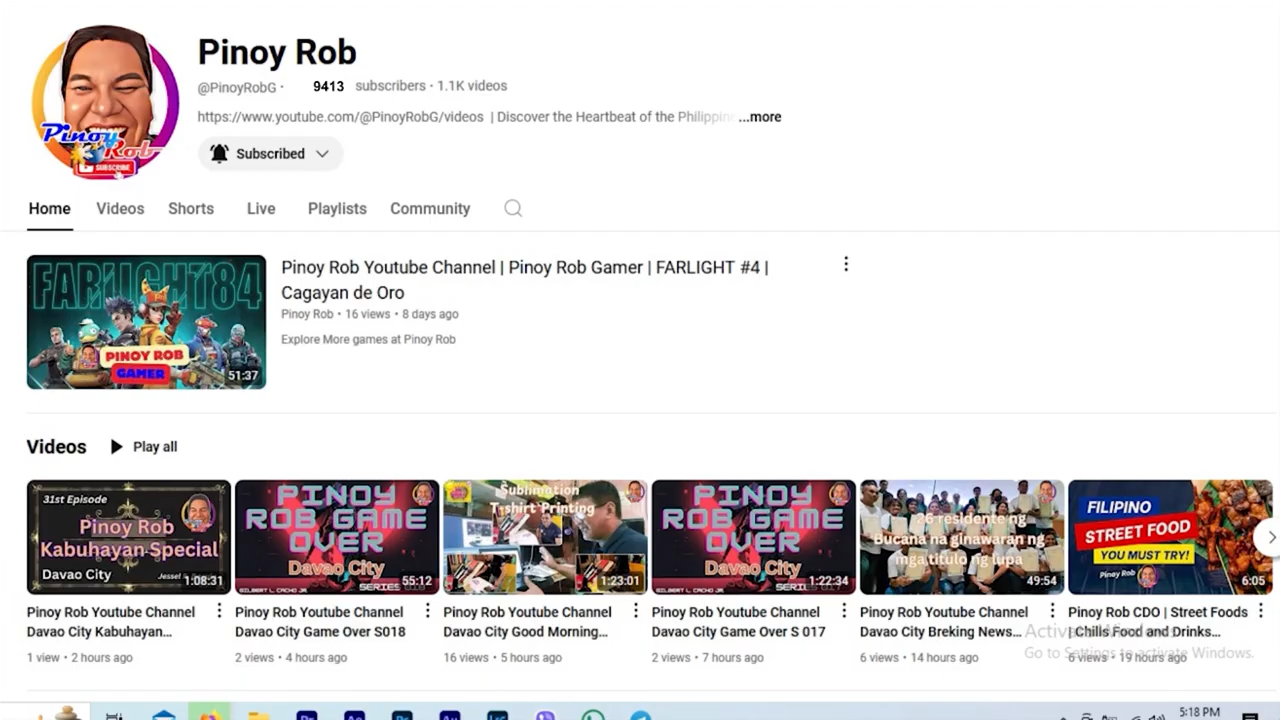 Pinoy Rob
@PinoyRobG · 9413 subscribers · 1.1K videos
https://www.youtube.com/@PinoyRobG/videos | Discover the Heartbeat of the Philippin ...more
Subscribed
Pinoy
Rob
SUBSCRIBE
Home Videos Shorts Live Playlists Community
FARLIGHT84
PINOY ROB
GAMER
51:37
Pinoy Rob Youtube Channel | Pinoy Rob Gamer | FARLIGHT #4 |
Cagayan de Oro
Pinoy Rob · 16 views · 8 days ago
Explore More games at Pinoy Rob
Videos Play all
31st Episode
Pinoy Rob
Kabuhayan Special
Davao City
Jessel
1:08:31
PINOY
ROB GAME
OVER
Davao City
55:12
GILBERT L. CACHO JR.
Sublimation
T-shirt Printing
1:23:01
PINOY
ROB GAME
OVER
Davao City
1:22:34
GILBERT L. CACHO JR.
26 residente ng
Bucana na ginawaran ng
mga titulo ng lupa
49:54
FILIPINO
STREET FOOD
YOU MUST TRY!
Pinoy Rob
6:05
Pinoy Rob Youtube Channel
Davao City Kabuhayan...
1 view · 2 hours ago
Pinoy Rob Youtube Channel
Davao City Game Over S018
2 views · 4 hours ago
Pinoy Rob Youtube Channel
Davao City Good Morning...
16 views · 5 hours ago
Pinoy Rob Youtube Channel
Davao City Game Over S 017
2 views · 7 hours ago
Pinoy Rob Youtube Channel
Davao City Breking News...
6 views · 14 hours ago
Pinoy Rob CDO | Street Foods
| Chills Food and Drinks...
6 views · 19 hours ago
Activate Windows
Go to Settings to activate Windows.
5:18 PM